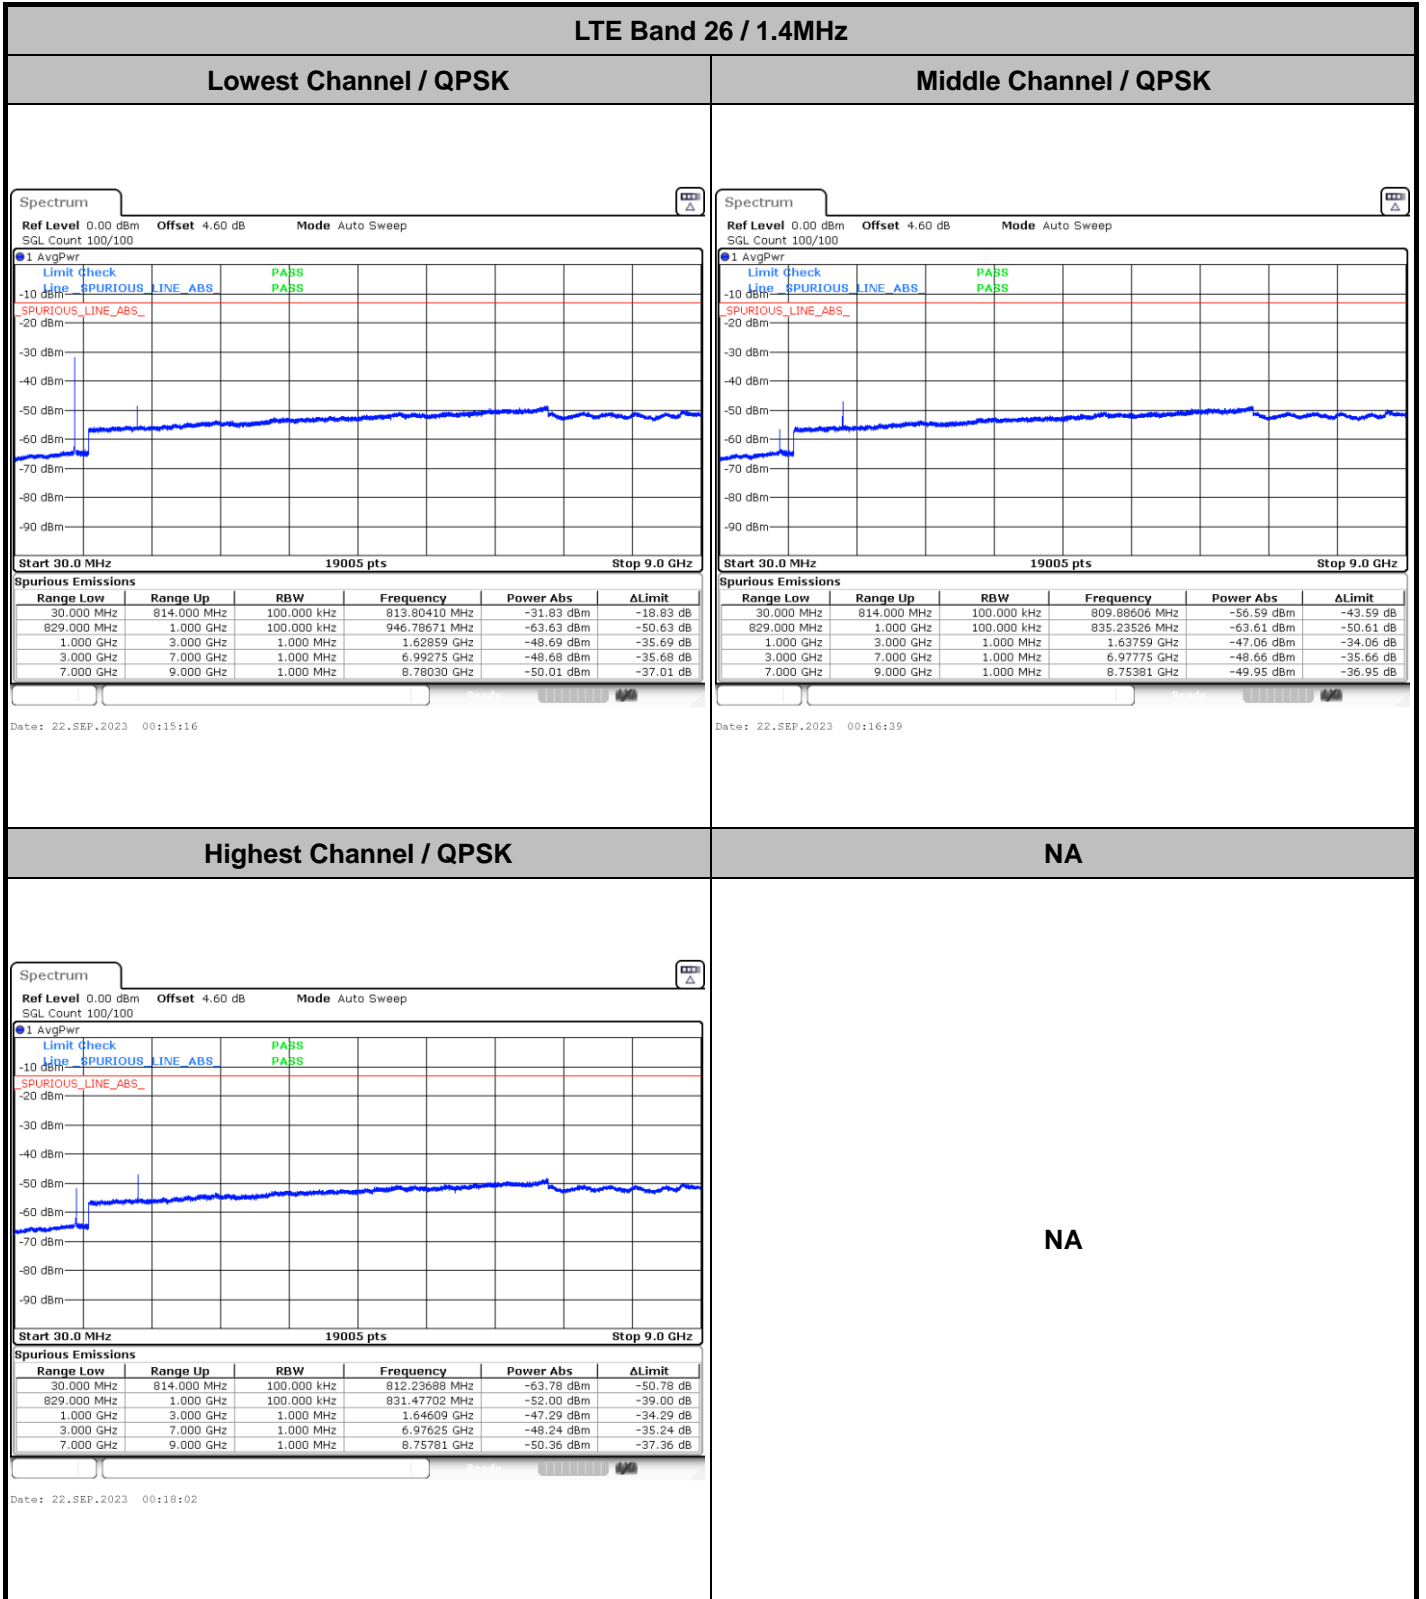 LTE Band 26 / 1.4MHz
Lowest Channel / QPSK
Middle Channel / QPSK
Spectrum
Ref Level 0.00 dBm Offset 4.60 dB Mode Auto Sweep
SGL Count 100/100
1 AvgPwr
Limit Check PASS
Line _SPURIOUS_LINE_ABS_ PASS
-10 dBm
_SPURIOUS_LINE_ABS_
-20 dBm
-30 dBm
-40 dBm
-50 dBm
-60 dBm
-70 dBm
-80 dBm
-90 dBm
Start 30.0 MHz 19005 pts Stop 9.0 GHz
Spurious Emissions
Range Low Range Up RBW Frequency Power Abs ΔLimit
30.000 MHz 814.000 MHz 100.000 kHz 813.80410 MHz -31.83 dBm -18.83 dB
829.000 MHz 1.000 GHz 100.000 kHz 946.78671 MHz -63.63 dBm -50.63 dB
1.000 GHz 3.000 GHz 1.000 MHz 1.62859 GHz -48.69 dBm -35.69 dB
3.000 GHz 7.000 GHz 1.000 MHz 6.99275 GHz -48.68 dBm -35.68 dB
7.000 GHz 9.000 GHz 1.000 MHz 8.78030 GHz -50.01 dBm -37.01 dB
Ready
Date: 22.SEP.2023 00:15:16
Spectrum
Ref Level 0.00 dBm Offset 4.60 dB Mode Auto Sweep
SGL Count 100/100
1 AvgPwr
Limit Check PASS
Line _SPURIOUS_LINE_ABS_ PASS
-10 dBm
_SPURIOUS_LINE_ABS_
-20 dBm
-30 dBm
-40 dBm
-50 dBm
-60 dBm
-70 dBm
-80 dBm
-90 dBm
Start 30.0 MHz 19005 pts Stop 9.0 GHz
Spurious Emissions
Range Low Range Up RBW Frequency Power Abs ΔLimit
30.000 MHz 814.000 MHz 100.000 kHz 809.88606 MHz -56.59 dBm -43.59 dB
829.000 MHz 1.000 GHz 100.000 kHz 835.23526 MHz -63.61 dBm -50.61 dB
1.000 GHz 3.000 GHz 1.000 MHz 1.63759 GHz -47.06 dBm -34.06 dB
3.000 GHz 7.000 GHz 1.000 MHz 6.97775 GHz -48.66 dBm -35.66 dB
7.000 GHz 9.000 GHz 1.000 MHz 8.75381 GHz -49.95 dBm -36.95 dB
Ready
Date: 22.SEP.2023 00:16:39
Highest Channel / QPSK
NA
Spectrum
Ref Level 0.00 dBm Offset 4.60 dB Mode Auto Sweep
SGL Count 100/100
1 AvgPwr
Limit Check PASS
Line _SPURIOUS_LINE_ABS_ PASS
-10 dBm
_SPURIOUS_LINE_ABS_
-20 dBm
-30 dBm
-40 dBm
-50 dBm
-60 dBm
-70 dBm
-80 dBm
-90 dBm
Start 30.0 MHz 19005 pts Stop 9.0 GHz
Spurious Emissions
Range Low Range Up RBW Frequency Power Abs ΔLimit
30.000 MHz 814.000 MHz 100.000 kHz 812.23688 MHz -63.78 dBm -50.78 dB
829.000 MHz 1.000 GHz 100.000 kHz 831.47702 MHz -52.00 dBm -39.00 dB
1.000 GHz 3.000 GHz 1.000 MHz 1.64609 GHz -47.29 dBm -34.29 dB
3.000 GHz 7.000 GHz 1.000 MHz 6.97625 GHz -48.24 dBm -35.24 dB
7.000 GHz 9.000 GHz 1.000 MHz 8.75781 GHz -50.36 dBm -37.36 dB
Ready
Date: 22.SEP.2023 00:18:02
NA